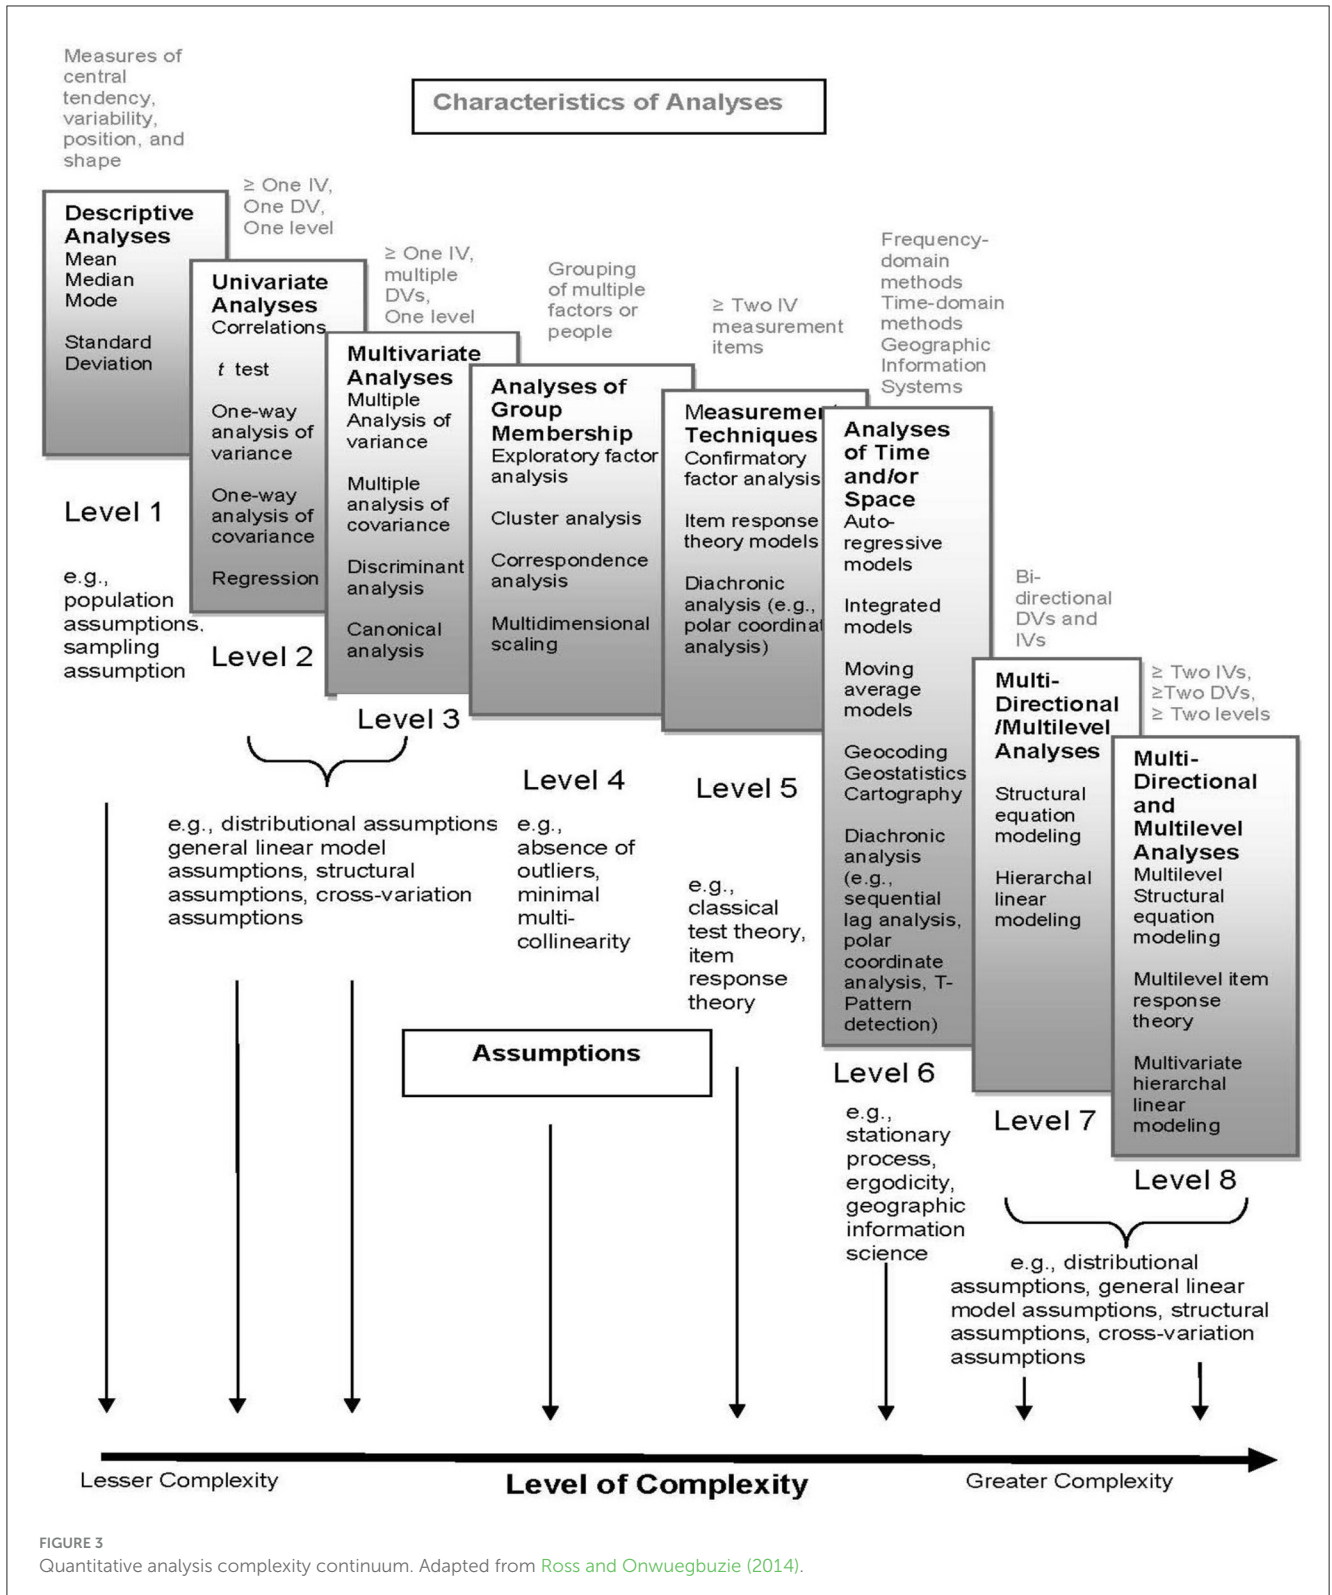 Measures of
central
tendency,
variability,
position, and
shape
Characteristics of Analyses
Descriptive
Analyses
Mean
Median
Mode
Standard
Deviation
Level 1
e.g.,
population
assumptions,
sampling
assumption
≥ One IV,
One DV,
One level
Univariate
Analyses
Correlations
t test
One-way
analysis of
variance
One-way
analysis of
covariance
Regression
Level 2
≥ One IV,
multiple
DVs,
One level
Multivariate
Analyses
Multiple
Analysis of
variance
Multiple
analysis of
covariance
Discriminant
analysis
Canonical
analysis
Level 3
e.g., distributional assumptions
general linear model
assumptions, structural
assumptions, cross-variation
assumptions
Grouping
of multiple
factors or
people
Analyses of
Group
Membership
Exploratory factor
analysis
Cluster analysis
Correspondence
analysis
Multidimensional
scaling
Level 4
e.g.,
absence of
outliers,
minimal
multi-
collinearity
≥ Two IV
measurement
items
Measuremen
Techniques
Confirmatory
factor analysis
Item response
theory models
Diachronic
analysis (e.g.,
polar coordinat
analysis)
Level 5
e.g.,
classical
test theory,
item
response
theory
Frequency-
domain
methods
Time-domain
methods
Geographic
Information
Systems
Analyses
of Time
and/or
Space
Auto-
regressive
models
Integrated
models
Moving
average
models
Geocoding
Geostatistics
Cartography
Diachronic
analysis
(e.g.,
sequential
lag analysis,
polar
coordinate
analysis, T-
Pattern
detection)
Level 6
e.g.,
stationary
process,
ergodicity,
geographic
information
science
Bi-
directional
DVs and
IVs
Multi-
Directional
/Multilevel
Analyses
Structural
equation
modeling
Hierarchal
linear
modeling
Level 7
≥ Two IVs,
≥Two DVs,
≥ Two levels
Multi-
Directional
and
Multilevel
Analyses
Multilevel
Structural
equation
modeling
Multilevel item
response
theory
Multivariate
hierarchal
linear
modeling
Level 8
e.g., distributional
assumptions, general linear
model assumptions, structural
assumptions, cross-variation
assumptions
Assumptions
Lesser Complexity
Level of Complexity
Greater Complexity
FIGURE 3
Quantitative analysis complexity continuum. Adapted from Ross and Onwuegbuzie (2014).